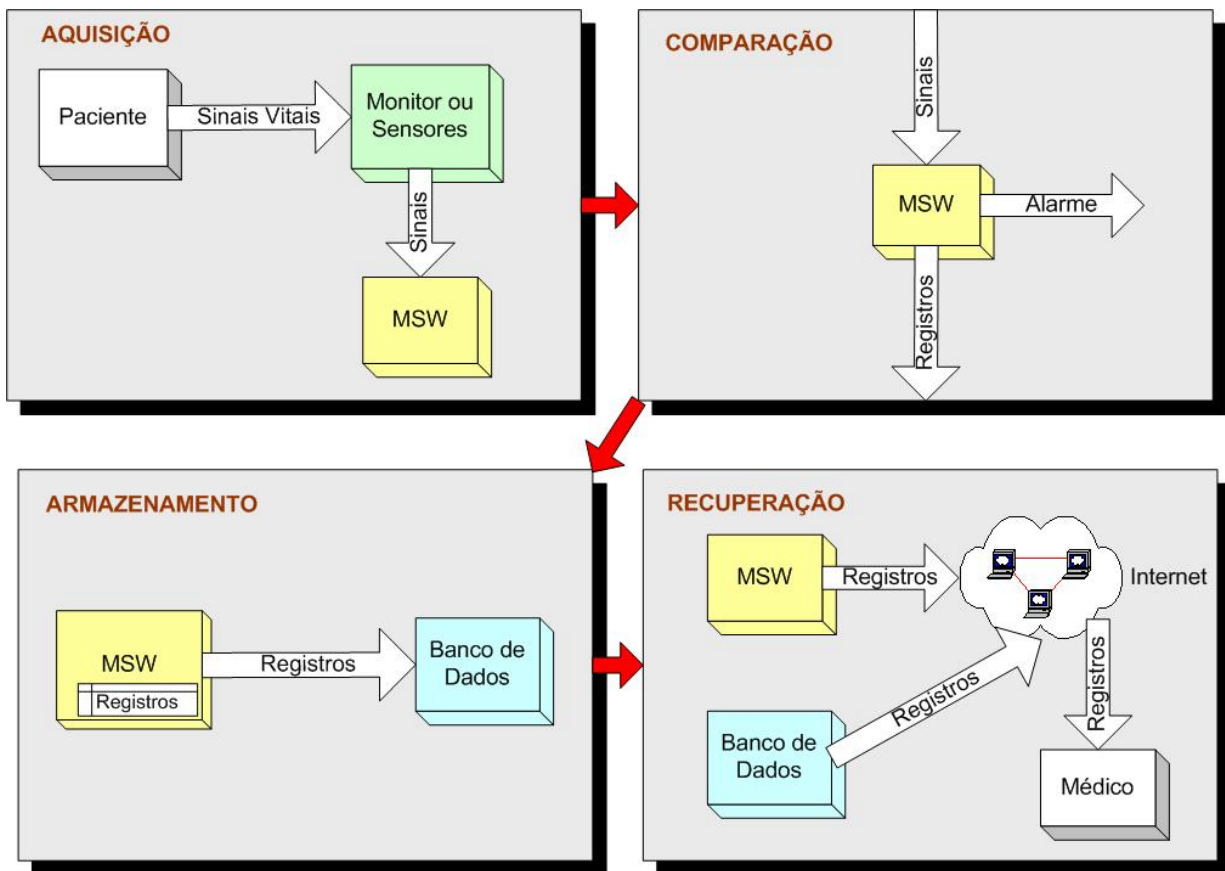 AQUISIÇÃO
Paciente
Sinais Vitais
Monitor ou
Sensores
Sinais
MSW
COMPARAÇÃO
Sinais
MSW
Alarme
Registros
ARMAZENAMENTO
MSW
Registros
Registros
Banco de
Dados
RECUPERAÇÃO
MSW
Registros
Internet
Banco de
Dados
Registros
Registros
Médico